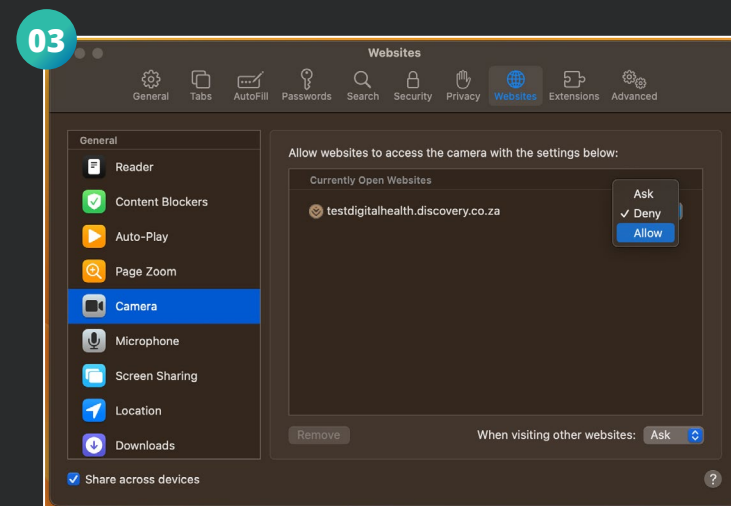 03
Websites
General Tabs AutoFill Passwords Search Security Privacy Websites Extensions Advanced
General
Reader
Content Blockers
Auto-Play
Page Zoom
Camera
Microphone
Screen Sharing
Location
Downloads
Share across devices
Allow websites to access the camera with the settings below:
Currently Open Websites
testdigitalhealth.discovery.co.za
Ask
✓ Deny
Allow
Remove
When visiting other websites: Ask
?